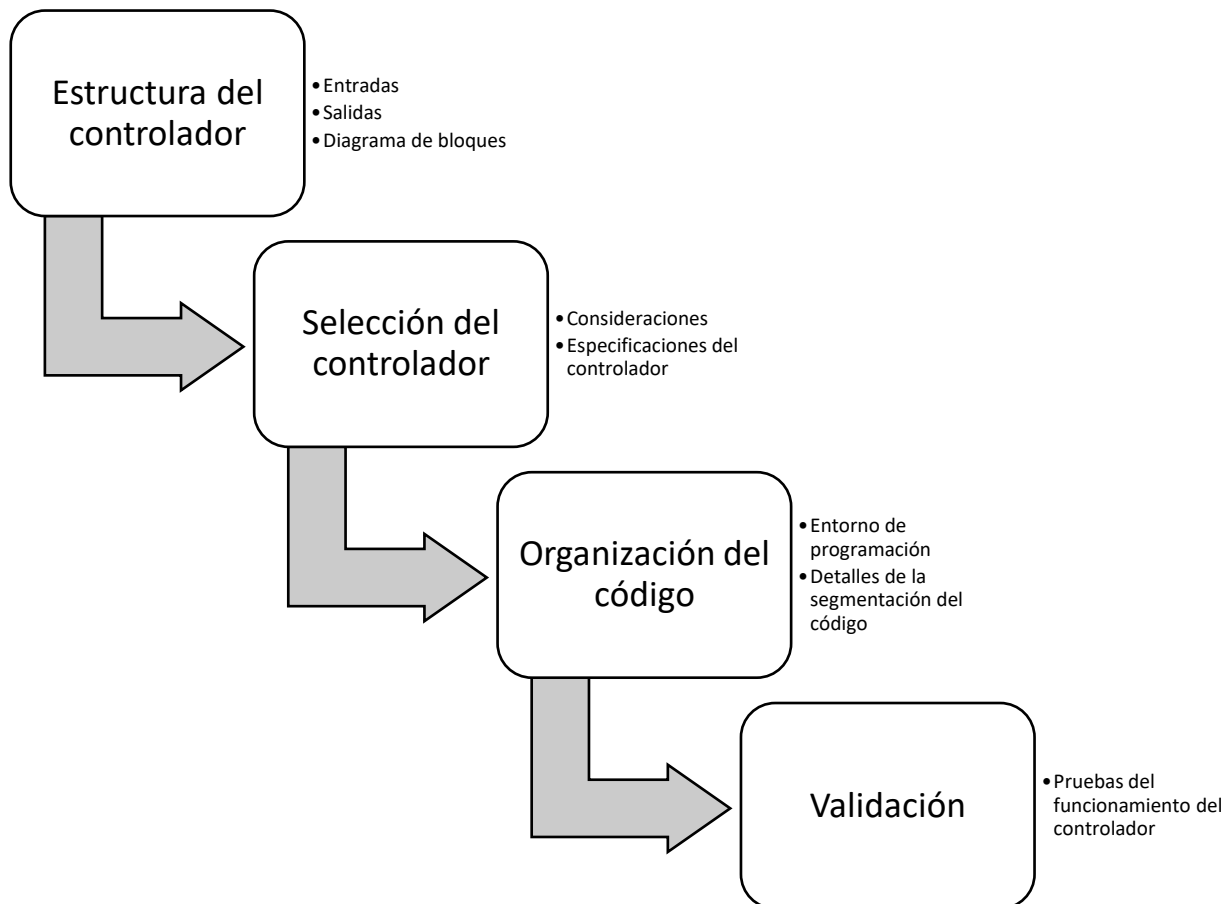 Estructura del
controlador
•Entradas
•Salidas
•Diagrama de bloques
Selección del
controlador
•Consideraciones
•Especificaciones del
controlador
Organización del
código
•Entorno de
programación
•Detalles de la
segmentación del
código
Validación
•Pruebas del
funcionamiento del
controlador